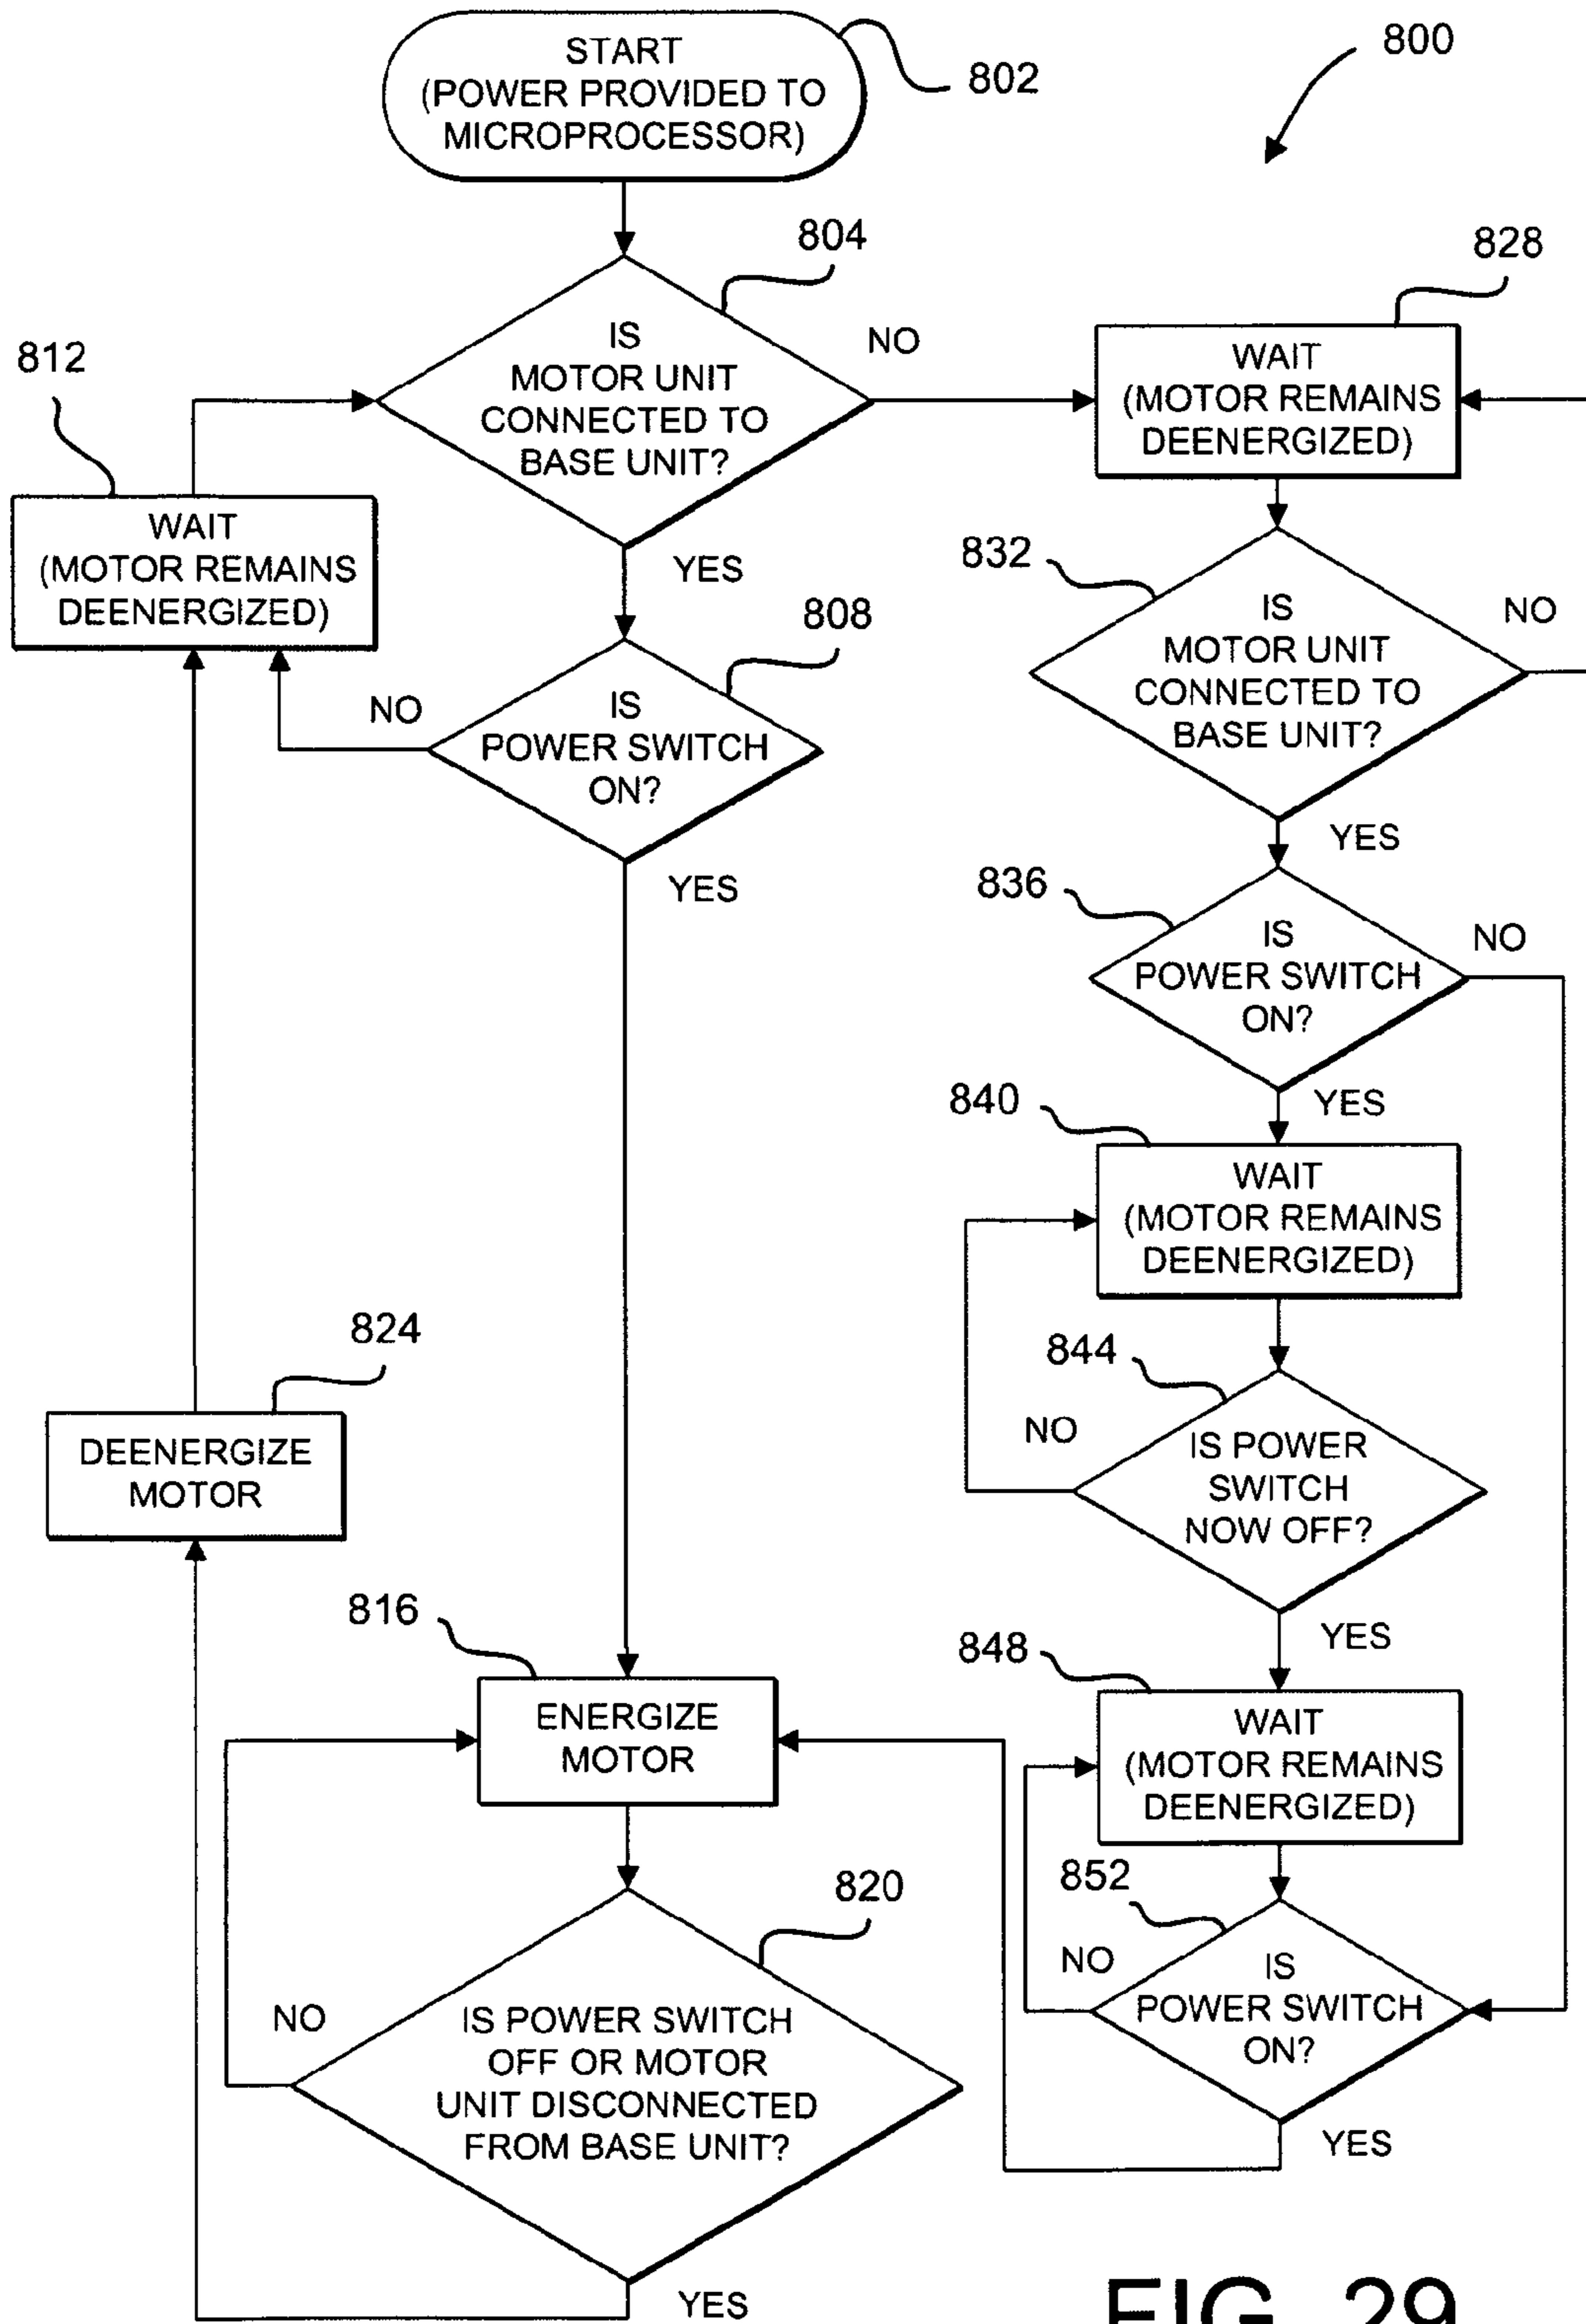 START
(POWER PROVIDED TO
MICROPROCESSOR)
802
800
804
IS
MOTOR UNIT
CONNECTED TO
BASE UNIT?
NO
YES
828
WAIT
(MOTOR REMAINS
DEENERGIZED)
812
WAIT
(MOTOR REMAINS
DEENERGIZED)
808
IS
POWER SWITCH
ON?
NO
YES
832
IS
MOTOR UNIT
CONNECTED TO
BASE UNIT?
NO
YES
836
IS
POWER SWITCH
ON?
NO
YES
840
WAIT
(MOTOR REMAINS
DEENERGIZED)
844
IS POWER
SWITCH
NOW OFF?
NO
YES
824
DEENERGIZE
MOTOR
816
ENERGIZE
MOTOR
848
WAIT
(MOTOR REMAINS
DEENERGIZED)
852
IS
POWER SWITCH
ON?
NO
YES
820
IS POWER SWITCH
OFF OR MOTOR
UNIT DISCONNECTED
FROM BASE UNIT?
NO
YES
FIG. 29